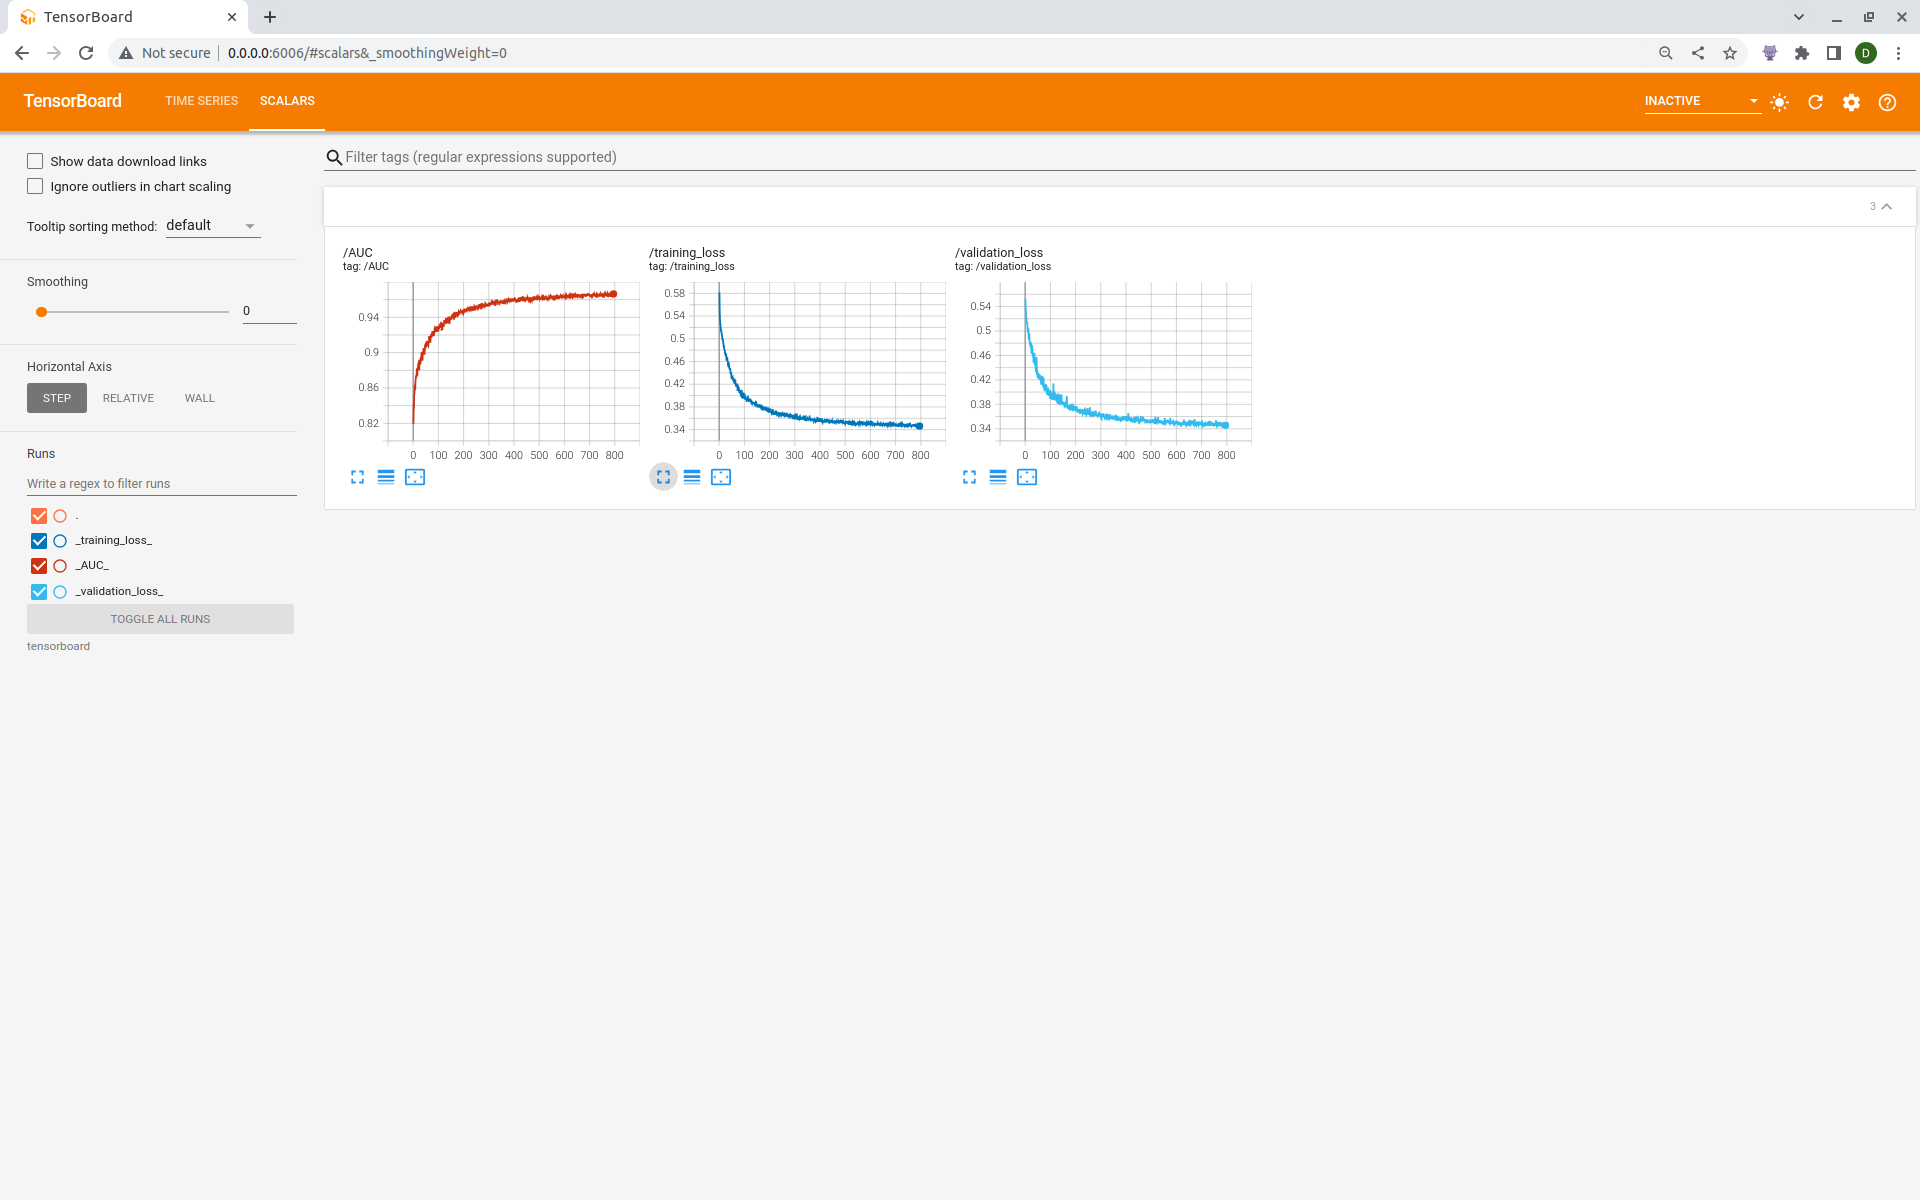 TensorBoard
Not secure
0.0.0.0:6006/#scalars&_smoothingWeight=0
D
TensorBoard
TIME SERIES
SCALARS
INACTIVE
Show data download links
Ignore outliers in chart scaling
Tooltip sorting method: default
Smoothing
0
Horizontal Axis
STEP
RELATIVE
WALL
Runs
Write a regex to filter runs
.
_training_loss_
_AUC_
_validation_loss_
TOGGLE ALL RUNS
tensorboard
Filter tags (regular expressions supported)
3
/AUC
tag: /AUC
0.94
0.9
0.86
0.82
0 100 200 300 400 500 600 700 800
/training_loss
tag: /training_loss
0.58
0.54
0.5
0.46
0.42
0.38
0.34
0 100 200 300 400 500 600 700 800
/validation_loss
tag: /validation_loss
0.54
0.5
0.46
0.42
0.38
0.34
0 100 200 300 400 500 600 700 800